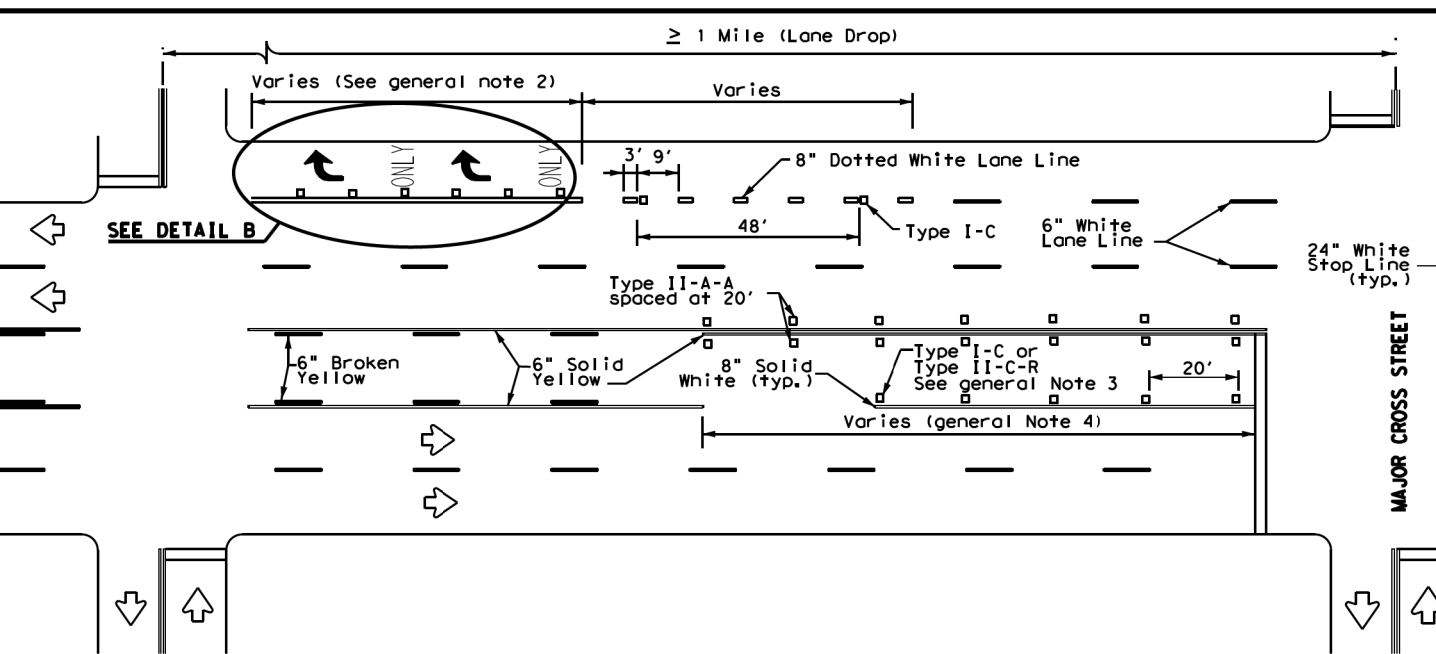 ≥ 1 Mile (Lane Drop)
Varies (See general note 2)
Varies
ONLY
ONLY
3' 9'
8" Dotted White Lane Line
SEE DETAIL B
48'
Type I-C
6" White
Lane Line
24" White
Stop Line
(typ.)
Type II-A-A
spaced at 20'
6" Broken
Yellow
6" Solid
Yellow
8" Solid
White (typ.)
Type I-C or
Type II-C-R
See general Note 3
20'
Varies (general Note 4)
MAJOR CROSS STREET